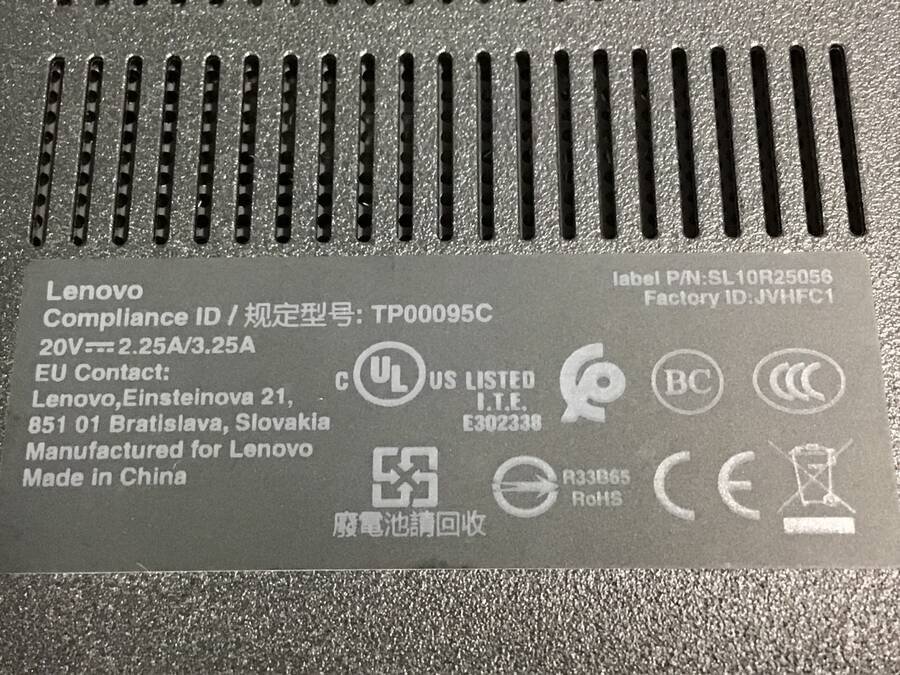 Lenovo
Compliance ID / 规定型号: TP00095C
20V⎓2.25A/3.25A
EU Contact:
Lenovo,Einsteinova 21,
851 01 Bratislava, Slovakia
Manufactured for Lenovo
Made in China
label P/N:SL10R25056
Factory ID:JVHFC1
C UL US LISTED
I.T.E.
E302338
BC
CCC
R33B65
RoHS
CE
廢電池請回收